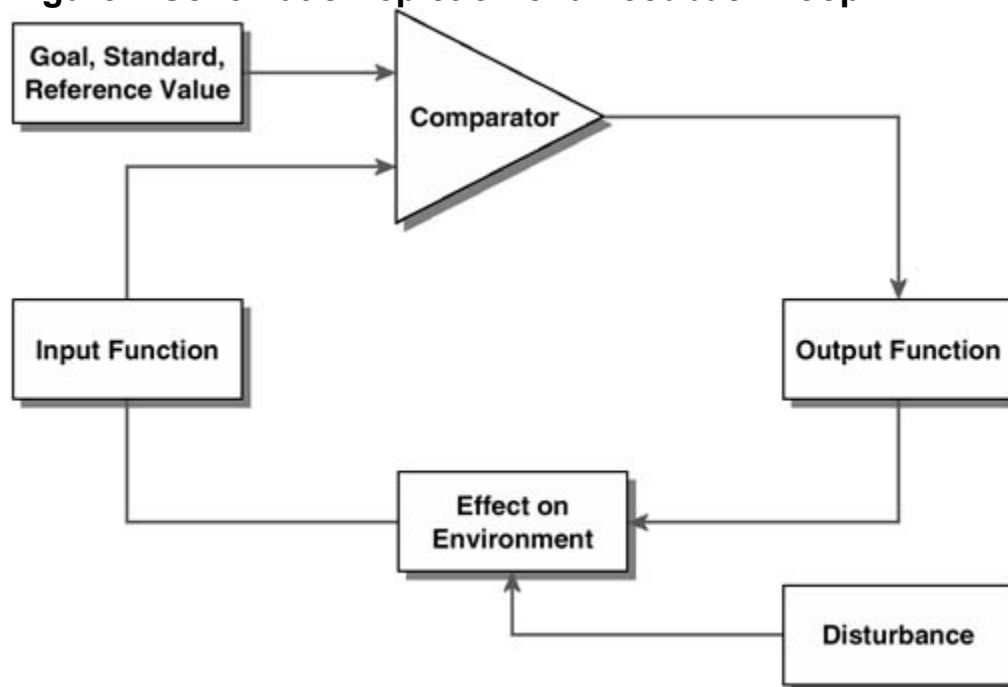 Goal, Standard,
Reference Value
Comparator
Input Function
Output Function
Effect on
Environment
Disturbance